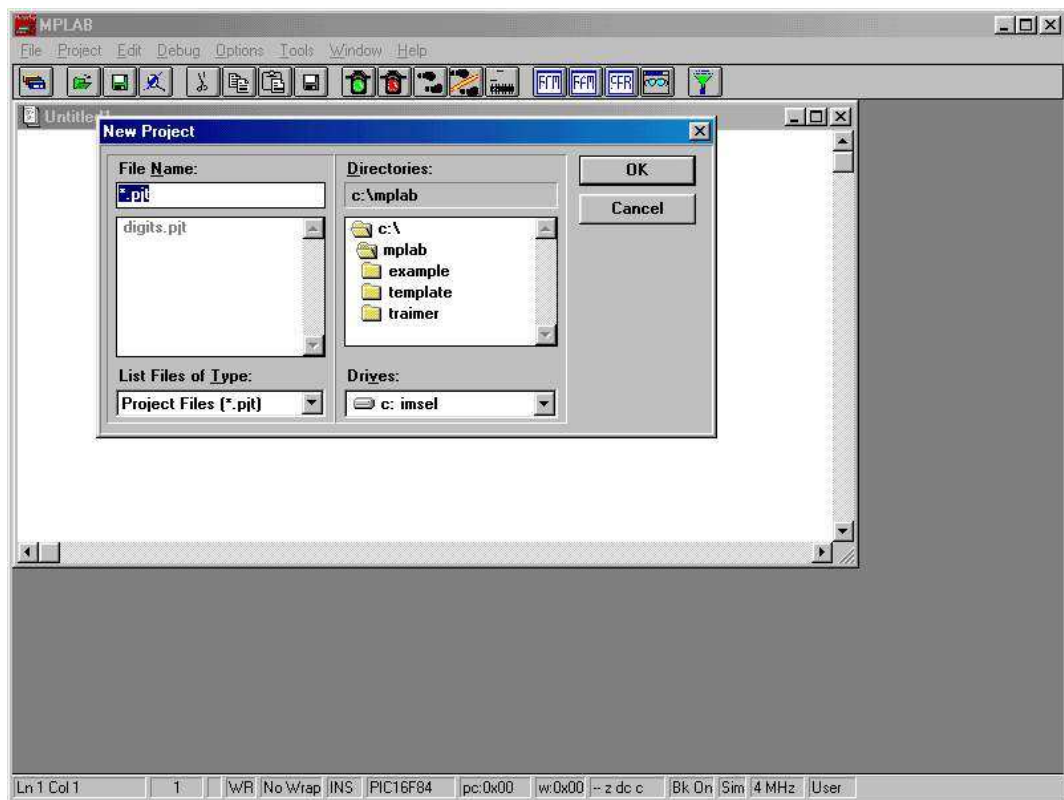 MPLAB
File Project Edit Debug Options Tools Window Help
Untitled1
New Project
File Name:
*.pjt
digits.pjt
List Files of Type:
Project Files (*.pjt)
Directories:
c:\mplab
c:\
mplab
example
template
traimer
Drives:
c: imsel
OK
Cancel
Ln 1 Col 1 1 WR No Wrap INS PIC16F84 pc:0x00 w:0x00 -- z dc c Bk On Sim 4 MHz User